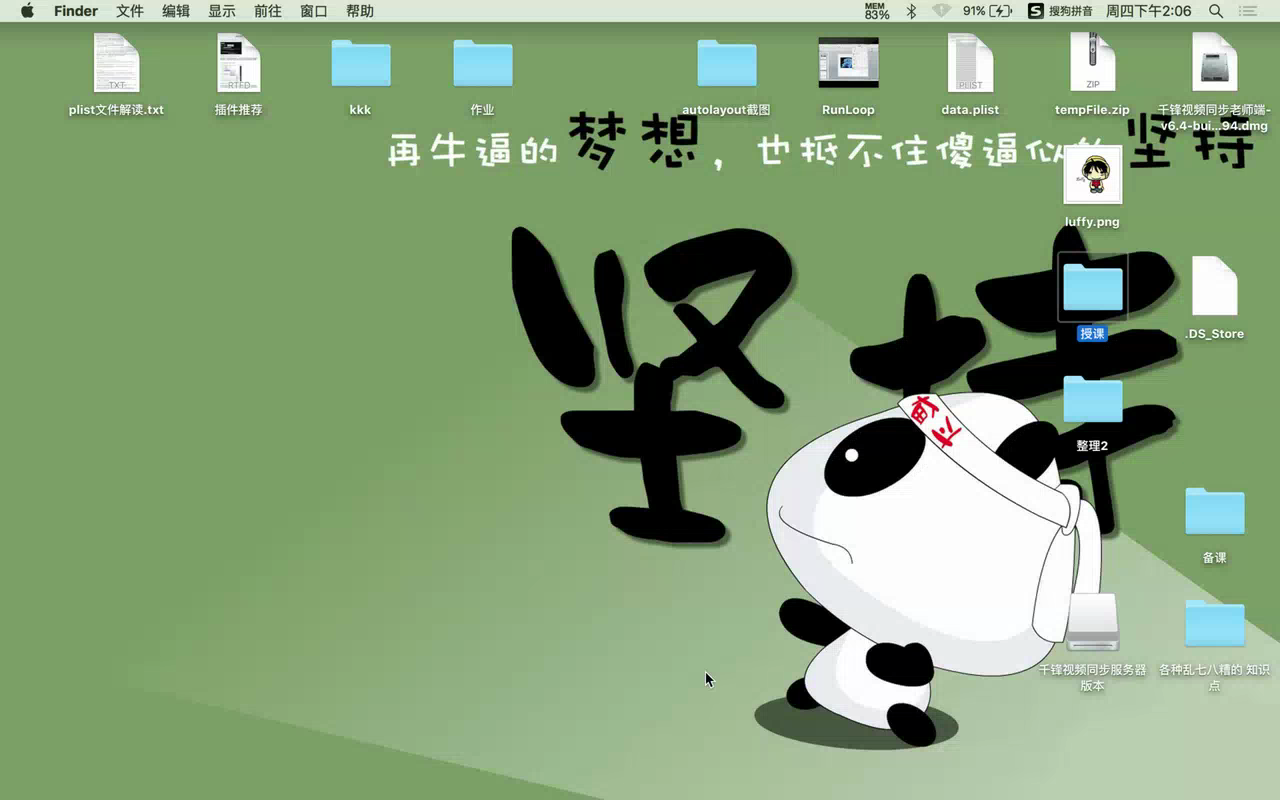 Finder 文件 编辑 显示 前往 窗口 帮助 MEM 83% 91% S 搜狗拼音 周四下午2:06
TXT RTFD PLIST ZIP
plist文件解读.txt 插件推荐 kkk 作业 autolayout截图 RunLoop data.plist tempFile.zip 千锋视频同步老师端-v6.4-bui...94.dmg
再牛逼的梦想，也抵不住傻逼似的坚持
luffy.png
坚持
授课 .DS_Store
整理2
备课
千锋视频同步服务器版本 各种乱七八糟的 知识点